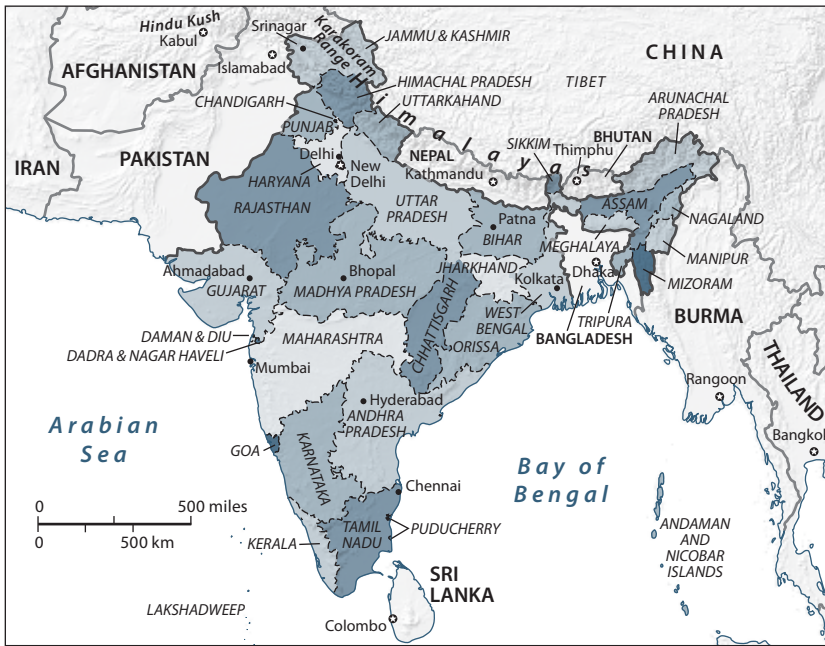 Hindu Kush
Kabul
Srinagar
Karakoram
Range
JAMMU & KASHMIR
CHINA
AFGHANISTAN
Islamabad
Himalayas
HIMACHAL PRADESH
TIBET
CHANDIGARH
UTTARKAHAND
ARUNACHAL
PRADESH
PUNJAB
IRAN
PAKISTAN
Delhi
New
Delhi
NEPAL
Kathmandu
SIKKIM
Thimphu
BHUTAN
HARYANA
RAJASTHAN
UTTAR
PRADESH
ASSAM
NAGALAND
Patna
BIHAR
MEGHALAYA
MANIPUR
Ahmadabad
GUJARAT
Bhopal
MADHYA PRADESH
JHARKHAND
Kolkata
Dhaka
MIZORAM
CHHATTISGARH
WEST
BENGAL
TRIPURA
BURMA
DAMAN & DIU
DADRA & NAGAR HAVELI
MAHARASHTRA
ORISSA
BANGLADESH
THAILAND
Mumbai
Rangoon
Hyderabad
ANDHRA
PRADESH
Arabian
Sea
GOA
KARNATAKA
Bay of
Bengal
Bangkok
Chennai
0 500 miles
0 500 km
KERALA
TAMIL
NADU
PUDUCHERRY
ANDAMAN
AND
NICOBAR
ISLANDS
SRI
LANKA
LAKSHADWEEP
Colombo